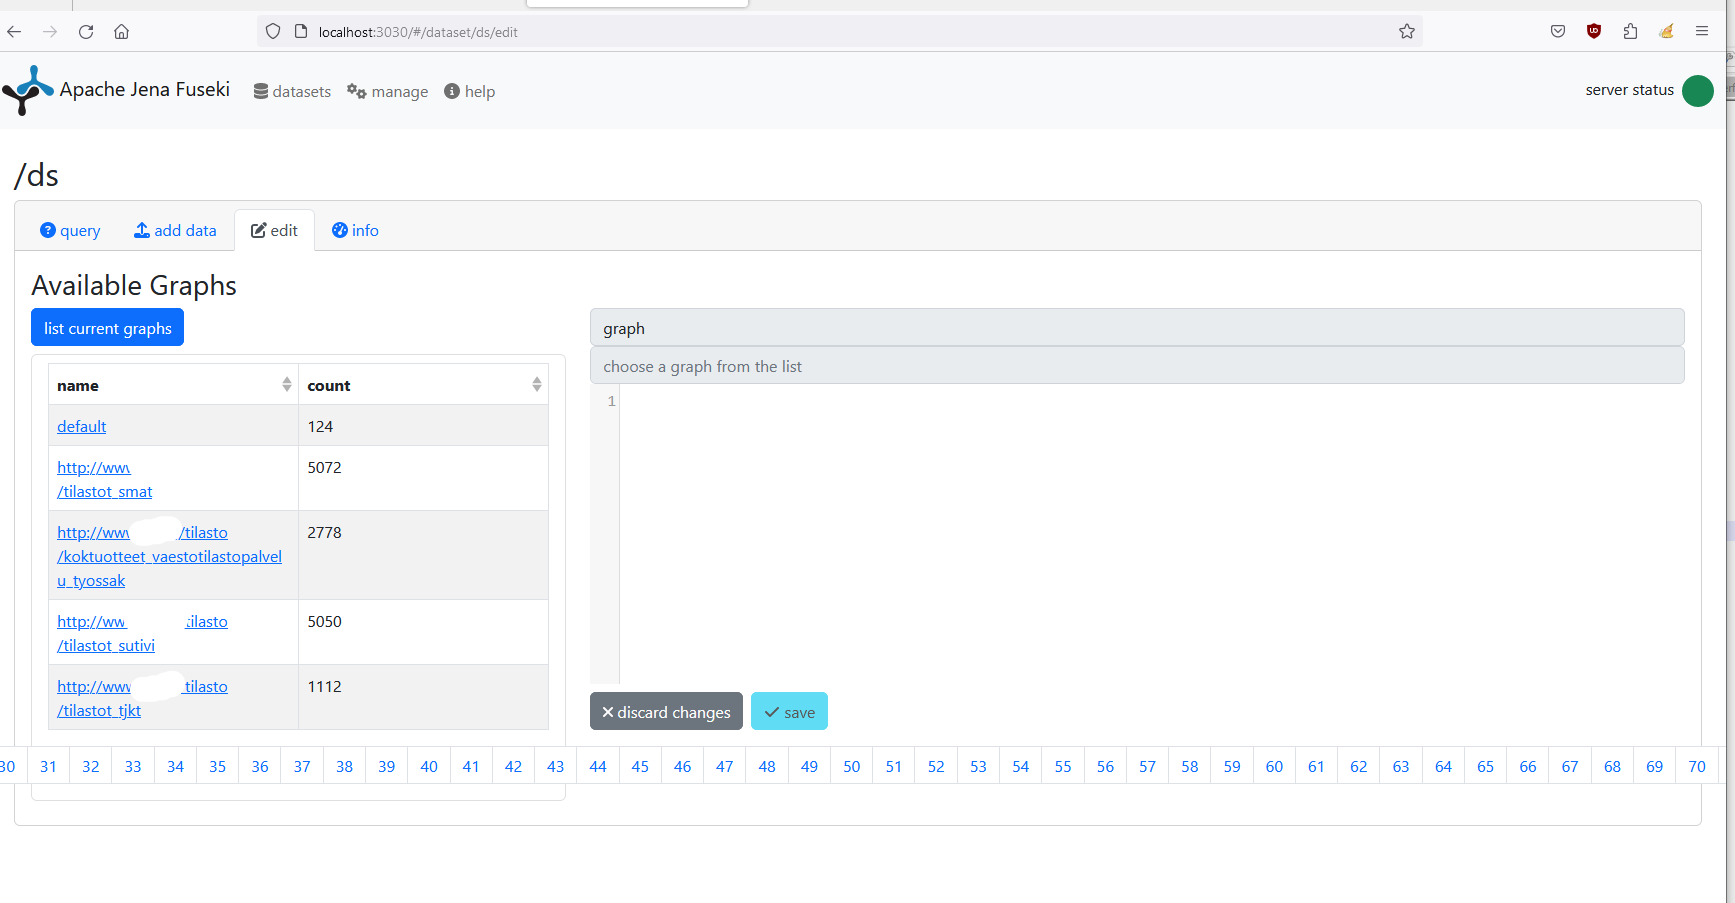 localhost:3030/#/dataset/ds/edit
Apache Jena Fuseki datasets manage help server status
/ds
query add data edit info
Available Graphs
list current graphs
graph
choose a graph from the list
1
name count
default 124
http://www 5072
/tilastot_smat
http://www /tilasto 2778
/koktuotteet_vaestotilastopalvel
u_tyossak
http://ww tilasto 5050
/tilastot_sutivi
http://www tilasto 1112
/tilastot_tjkt
discard changes save
30 31 32 33 34 35 36 37 38 39 40 41 42 43 44 45 46 47 48 49 50 51 52 53 54 55 56 57 58 59 60 61 62 63 64 65 66 67 68 69 70